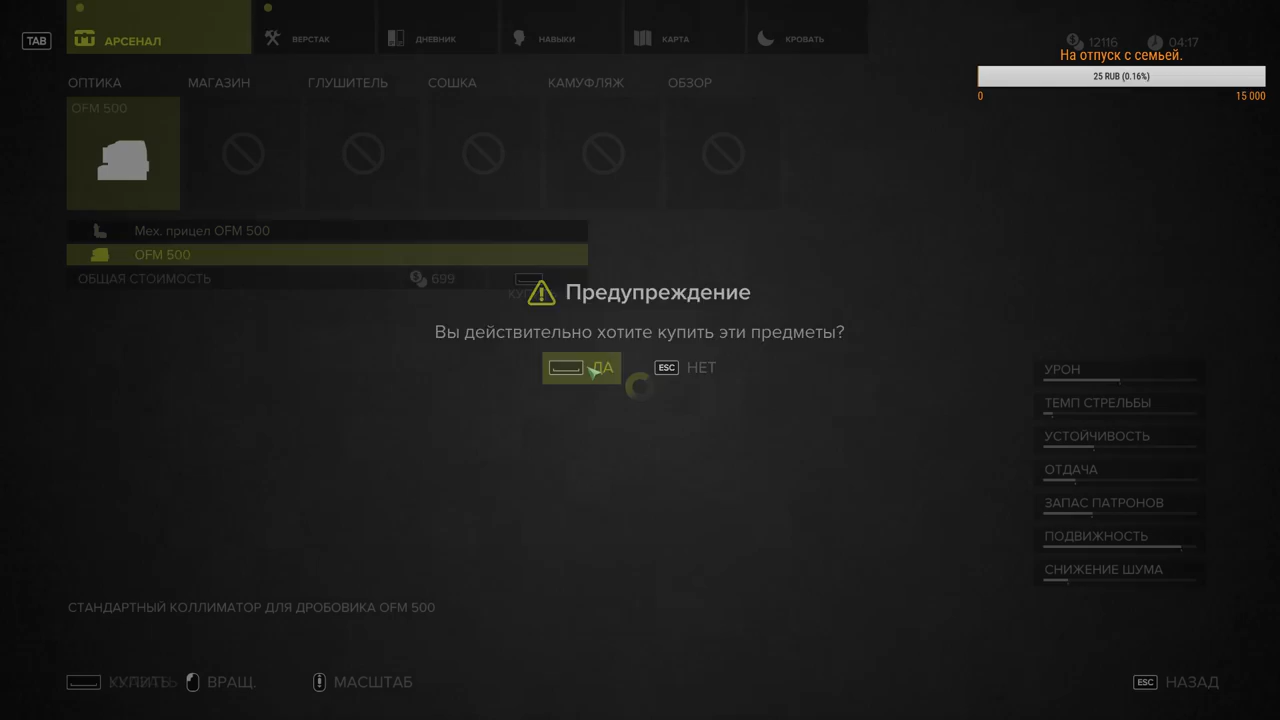 TAB
АРСЕНАЛ
ВЕРСТАК
ДНЕВНИК
НАВЫКИ
КАРТА
КРОВАТЬ
12116
04:17
На отпуск с семьей.
25 RUB (0.16%)
0
15 000
ОПТИКА
МАГАЗИН
ГЛУШИТЕЛЬ
СОШКА
КАМУФЛЯЖ
ОБЗОР
OFM 500
Мех. прицел OFM 500
OFM 500
ОБЩАЯ СТОИМОСТЬ
699
Предупреждение
Вы действительно хотите купить эти предметы?
ДА
ESC
НЕТ
УРОН
ТЕМП СТРЕЛЬБЫ
УСТОЙЧИВОСТЬ
ОТДАЧА
ЗАПАС ПАТРОНОВ
ПОДВИЖНОСТЬ
СНИЖЕНИЕ ШУМА
СТАНДАРТНЫЙ КОЛЛИМАТОР ДЛЯ ДРОБОВИКА OFM 500
КУПИТЬ
ВРАЩ.
МАСШТАБ
ESC
НАЗАД